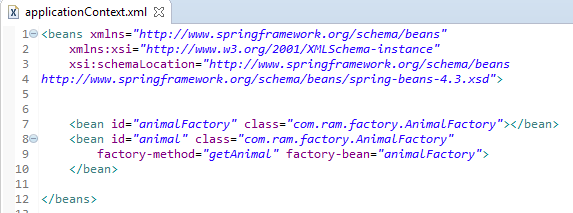 applicationContext.xml
1 <beans xmlns="http://www.springframework.org/schema/beans"
2 xmlns:xsi="http://www.w3.org/2001/XMLSchema-instance"
3 xsi:schemaLocation="http://www.springframework.org/schema/beans
4 http://www.springframework.org/schema/beans/spring-beans-4.3.xsd">
5
6
7 <bean id="animalFactory" class="com.ram.factory.AnimalFactory"></bean>
8 <bean id="animal" class="com.ram.factory.AnimalFactory"
9 factory-method="getAnimal" factory-bean="animalFactory">
10 </bean>
11
12 </beans>